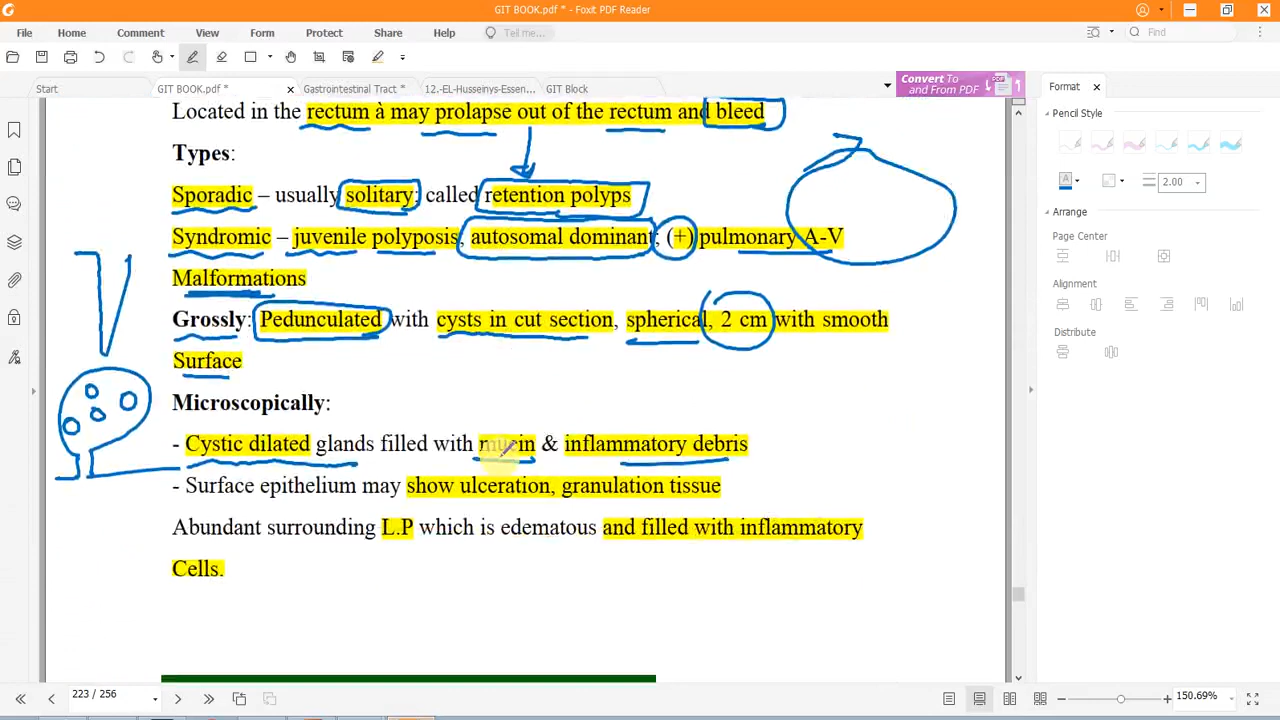 GIT BOOK.pdf * - Foxit PDF Reader
File Home Comment View Form Protect Share Help Tell me... Find
Start GIT BOOK.pdf * Gastrointestinal Tract * 12.-EL-Husseinys-Essen... GIT Block
Convert To
and From PDF
Located in the rectum à may prolapse out of the rectum and bleed
Types:
Sporadic – usually solitary: called retention polyps
Syndromic – juvenile polyposis, autosomal dominant; (+) pulmonary A-V
Malformations
Grossly: Pedunculated with cysts in cut section, spherical, 2 cm with smooth
Surface
Microscopically:
- Cystic dilated glands filled with mucin & inflammatory debris
- Surface epithelium may show ulceration, granulation tissue
Abundant surrounding L.P which is edematous and filled with inflammatory
Cells.
Format
Pencil Style
2.00
Arrange
Page Center
Alignment
Distribute
223 / 256
150.69%